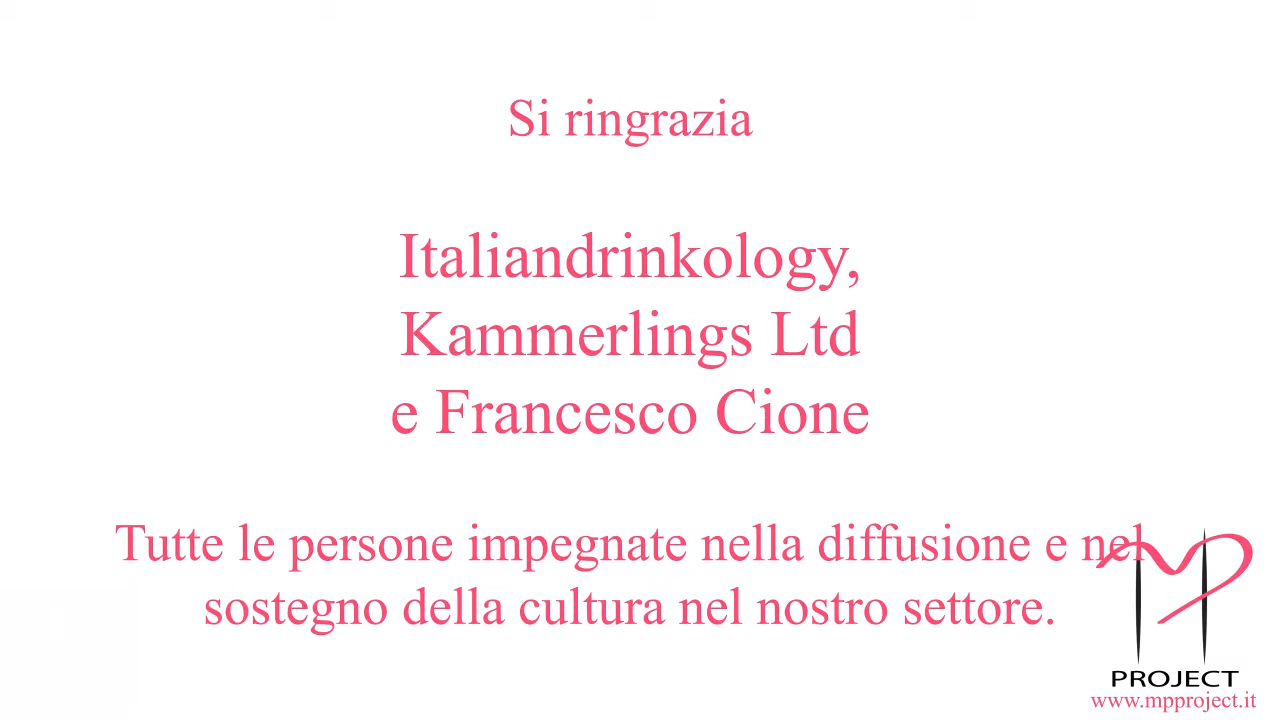 Si ringrazia
Italiandrinkology,
Kammerlings Ltd
e Francesco Cione
Tutte le persone impegnate nella diffusione e nel
sostegno della cultura nel nostro settore.
MP
PROJECT
www.mpproject.it